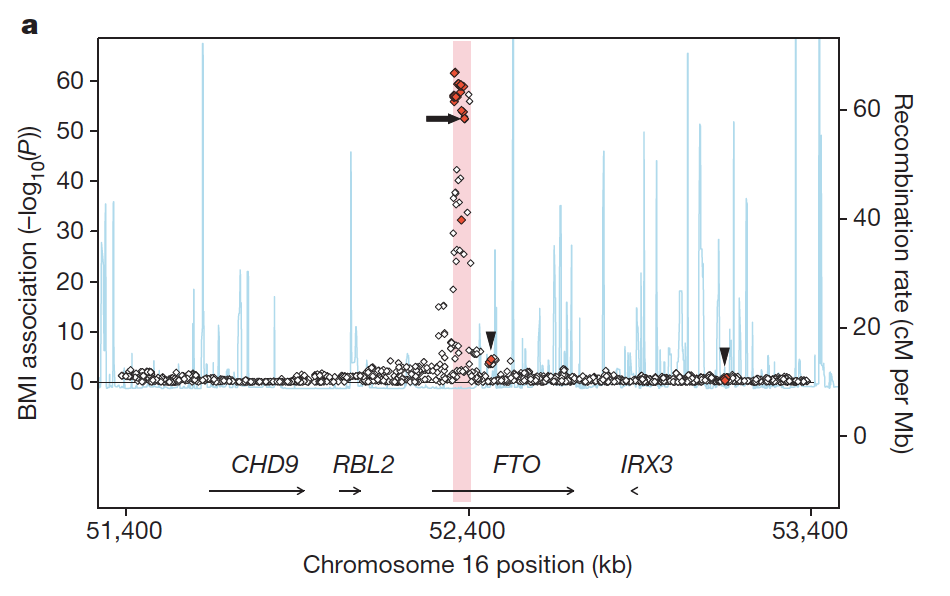 a
BMI association (–log10(P))
60
50
40
30
20
10
0
60
40
20
0
Recombination rate (cM per Mb)
CHD9
RBL2
FTO
IRX3
51,400
52,400
53,400
Chromosome 16 position (kb)